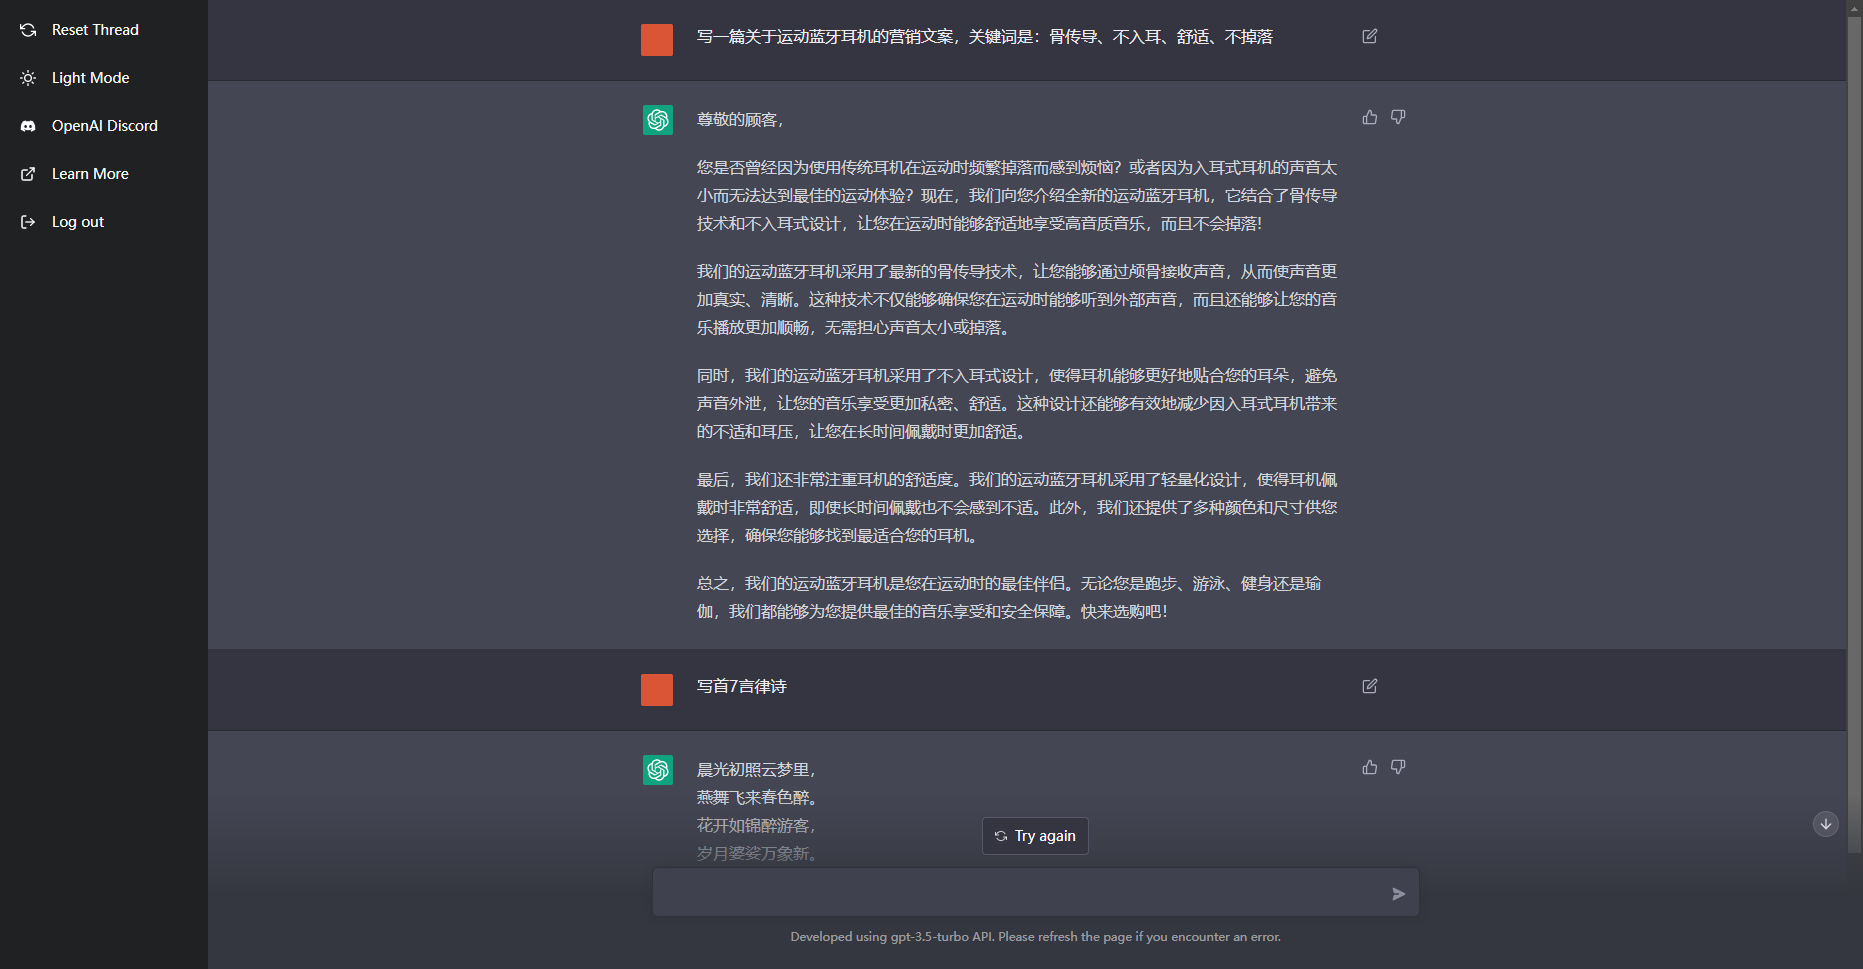 Reset Thread
Light Mode
OpenAI Discord
Learn More
Log out
写一篇关于运动蓝牙耳机的营销文案，关键词是：骨传导、不入耳、舒适、不掉落
尊敬的顾客，
您是否曾经因为使用传统耳机在运动时频繁掉落而感到烦恼？或者因为入耳式耳机的声音太
小而无法达到最佳的运动体验？现在，我们向您介绍全新的运动蓝牙耳机，它结合了骨传导
技术和不入耳式设计，让您在运动时能够舒适地享受高音质音乐，而且不会掉落！
我们的运动蓝牙耳机采用了最新的骨传导技术，让您能够通过颅骨接收声音，从而使声音更
加真实、清晰。这种技术不仅能够确保您在运动时能够听到外部声音，而且还能够让您的音
乐播放更加顺畅，无需担心声音太小或掉落。
同时，我们的运动蓝牙耳机采用了不入耳式设计，使得耳机能够更好地贴合您的耳朵，避免
声音外泄，让您的音乐享受更加私密、舒适。这种设计还能够有效地减少因入耳式耳机带来
的不适和耳压，让您在长时间佩戴时更加舒适。
最后，我们还非常注重耳机的舒适度。我们的运动蓝牙耳机采用了轻量化设计，使得耳机佩
戴时非常舒适，即使长时间佩戴也不会感到不适。此外，我们还提供了多种颜色和尺寸供您
选择，确保您能够找到最适合您的耳机。
总之，我们的运动蓝牙耳机是您在运动时的最佳伴侣。无论您是跑步、游泳、健身还是瑜
伽，我们都能够为您提供最佳的音乐享受和安全保障。快来选购吧！
写首7言律诗
晨光初照云梦里，
燕舞飞来春色醉。
花开如锦醉游客，
岁月婆娑万象新。
Try again
Developed using gpt-3.5-turbo API. Please refresh the page if you encounter an error.